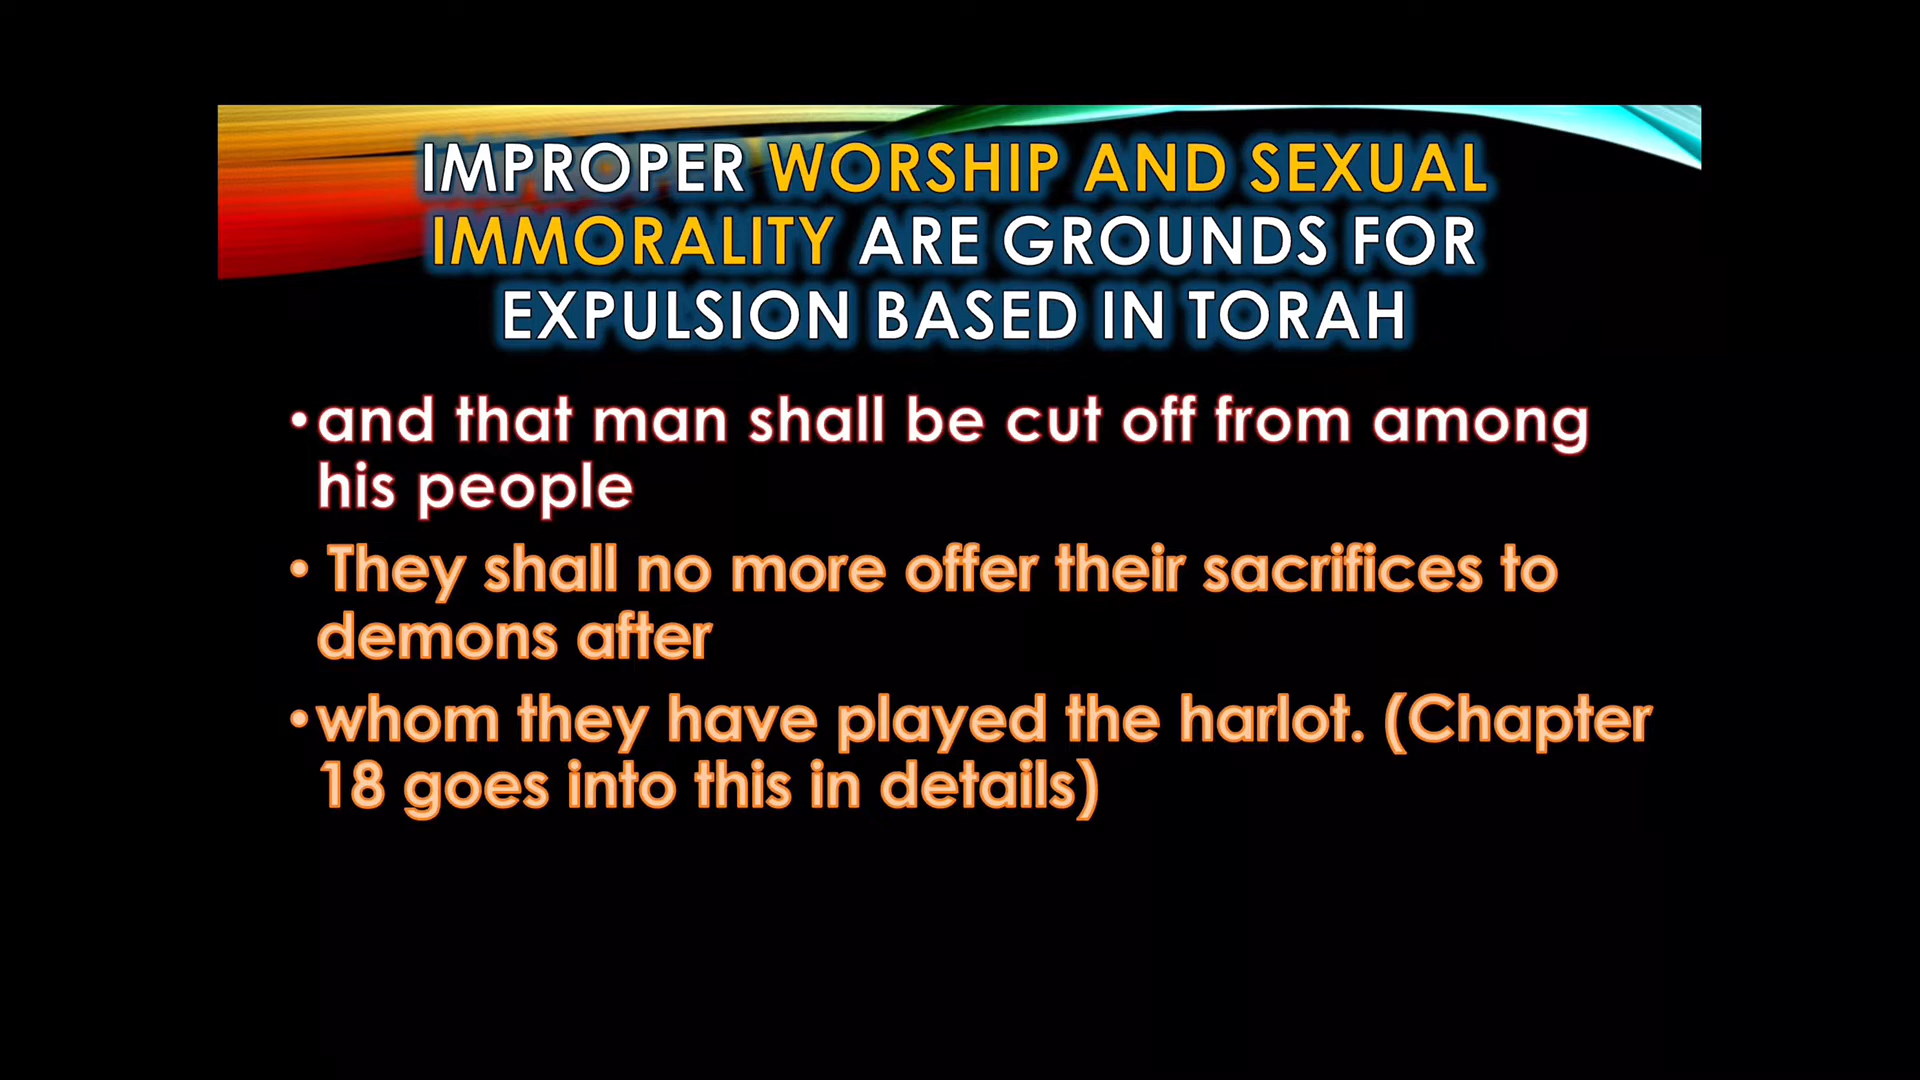 IMPROPER WORSHIP AND SEXUAL
IMMORALITY ARE GROUNDS FOR
EXPULSION BASED IN TORAH
•and that man shall be cut off from among
his people
• They shall no more offer their sacrifices to
demons after
•whom they have played the harlot. (Chapter
18 goes into this in details)